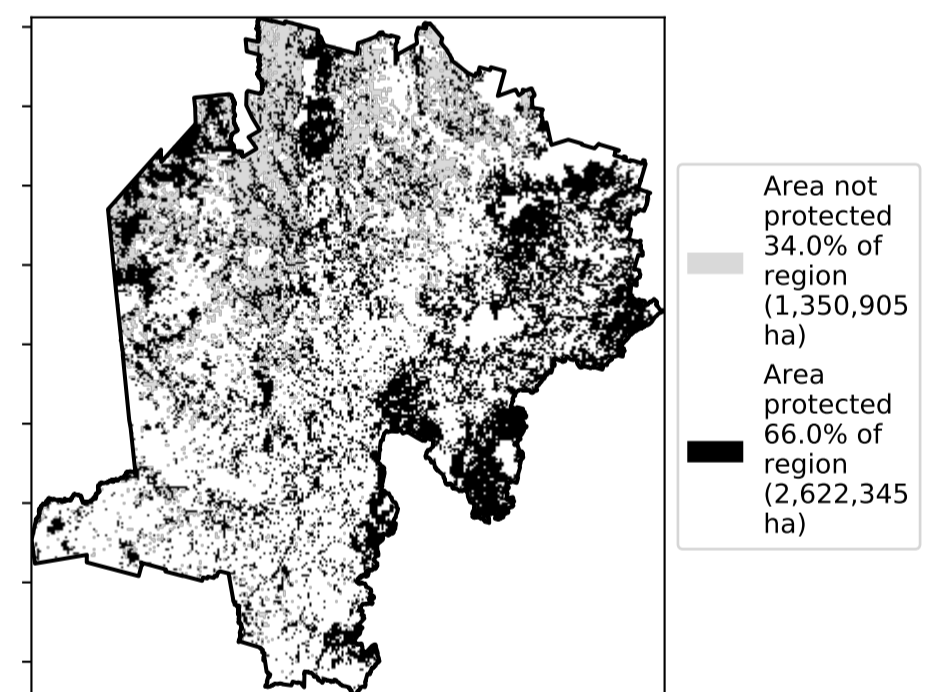 Area not
protected
34.0% of
region
(1,350,905
ha)
Area
protected
66.0% of
region
(2,622,345
ha)